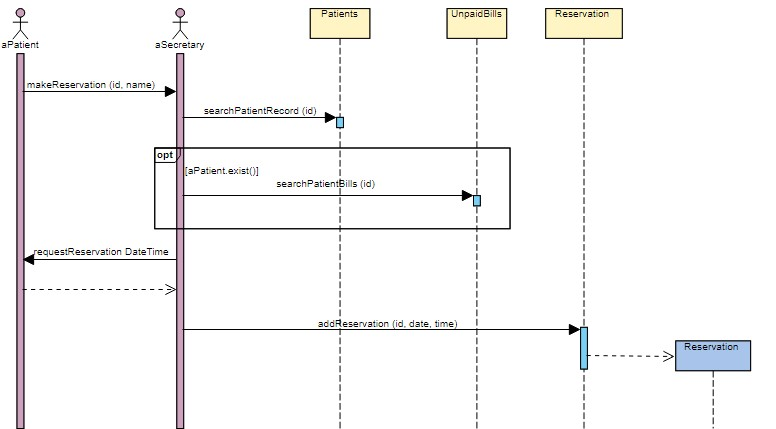 Patients
UnpaidBills
Reservation
aPatient
aSecretary
makeReservation (id, name)
searchPatientRecord (id)
opt
[aPatient.exist()]
searchPatientBills (id)
requestReservation DateTime
addReservation (id, date, time)
Reservation